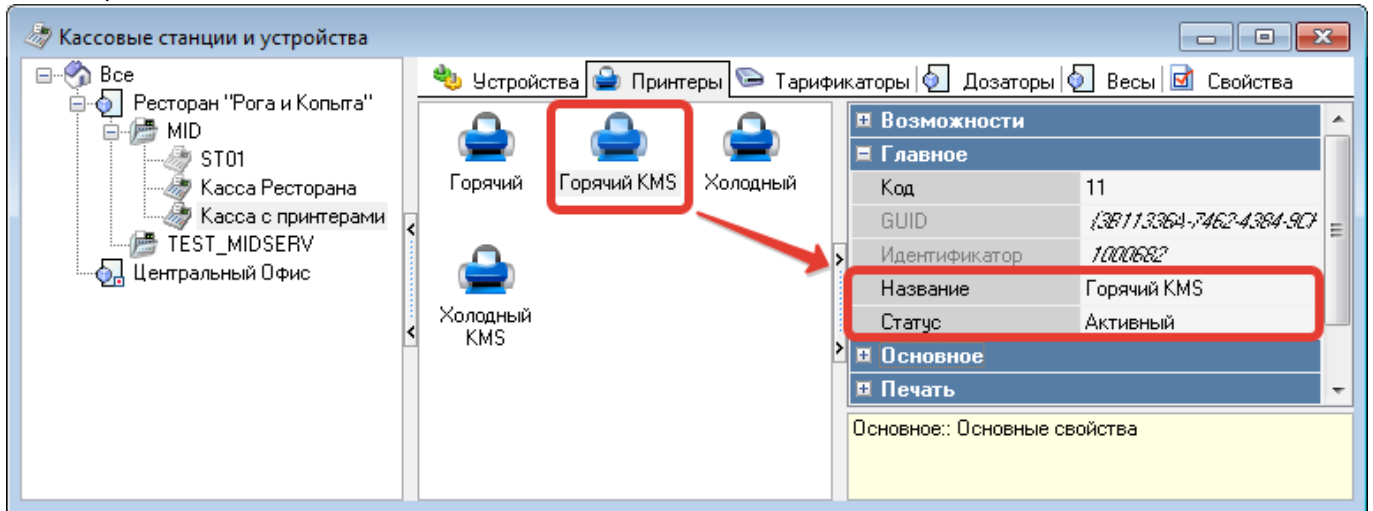 Кассовые станции и устройства
Все
Ресторан "Рога и Копыта"
MID
ST01
Касса Ресторана
Касса с принтерами
TEST_MIDSERV
Центральный Офис
Устройства Принтеры Тарификаторы Дозаторы Весы Свойства
Горячий Горячий KMS Холодный
Холодный
KMS
Возможности
Главное
Код 11
GUID
Идентификатор 1000682
Название Горячий KMS
Статус Активный
Основное
Печать
Основное:: Основные свойства